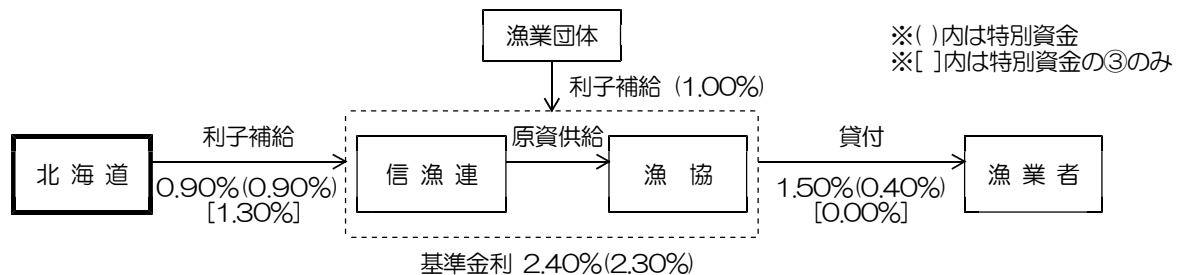 漁業団体
※( )内は特別資金
※[ ]内は特別資金の③のみ
利子補給 (1.00%)
利子補給
原資供給
貸付
北海道
信漁連
漁協
漁業者
0.90%(0.90%)
[1.30%]
1.50%(0.40%)
[0.00%]
基準金利 2.40%(2.30%)